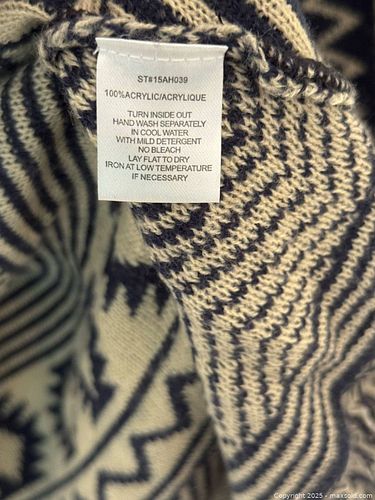 ST#15AH039
100%ACRYLIC/ACRYLIQUE
TURN INSIDE OUT
HAND WASH SEPARATELY
IN COOL WATER
WITH MILD DETERGENT
NO BLEACH
LAY FLAT TO DRY
IRON AT LOW TEMPERATURE
IF NECESSARY
Copyright 2025 - maxsold.com